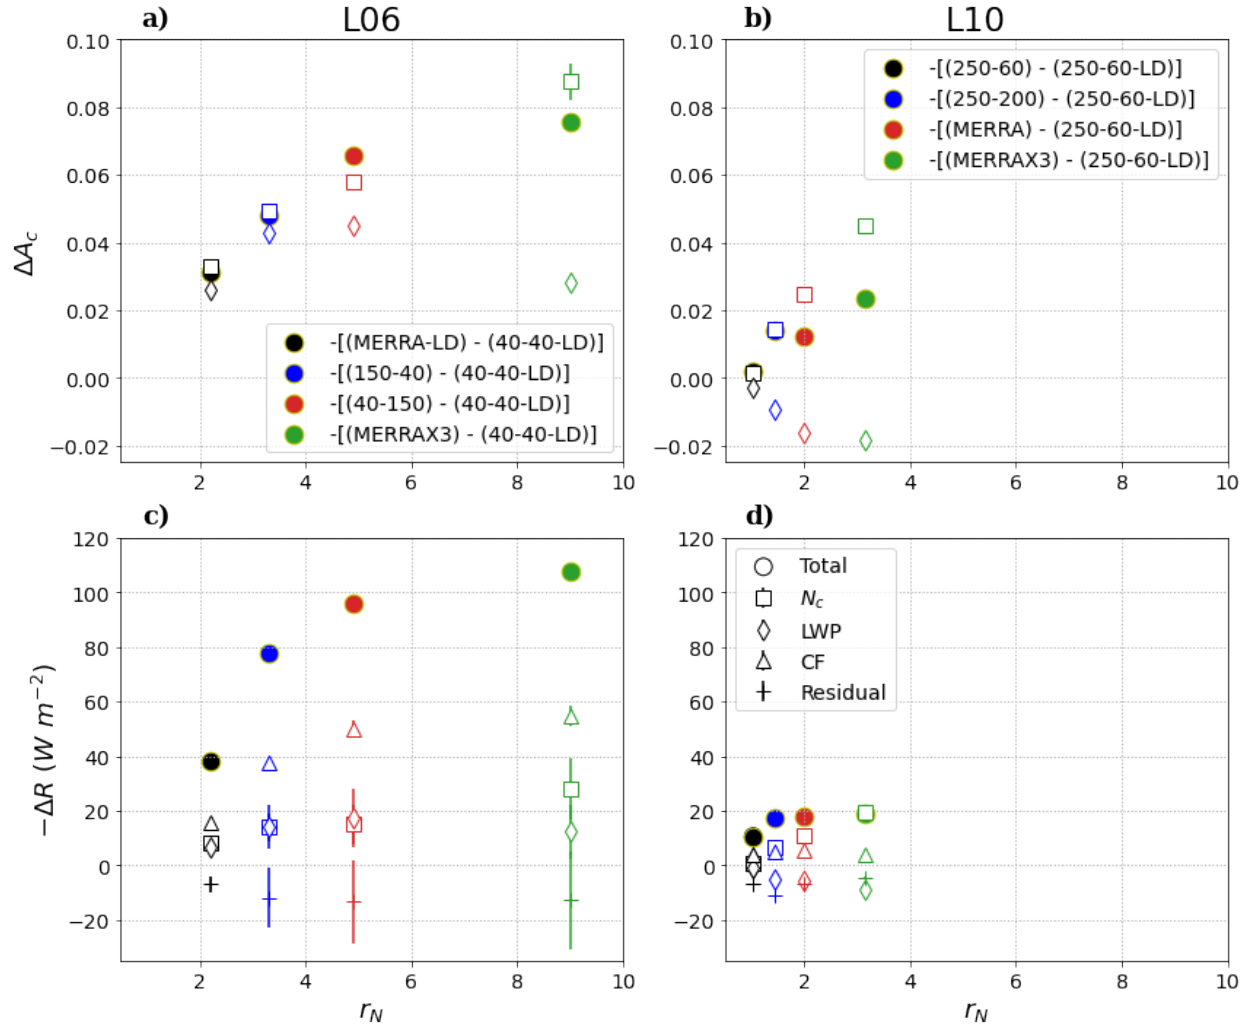 a) L06
0.10
0.08
0.06
0.04
0.02
0.00
−0.02
ΔA_c
-[(MERRA-LD) - (40-40-LD)]
-[(150-40) - (40-40-LD)]
-[(40-150) - (40-40-LD)]
-[(MERRAX3) - (40-40-LD)]
2 4 6 8 10
b) L10
0.10
0.08
0.06
0.04
0.02
0.00
−0.02
-[(250-60) - (250-60-LD)]
-[(250-200) - (250-60-LD)]
-[(MERRA) - (250-60-LD)]
-[(MERRAX3) - (250-60-LD)]
2 4 6 8 10
c)
120
100
80
60
40
20
0
−20
−ΔR (W m⁻²)
2 4 6 8 10
r_N
d)
120
100
80
60
40
20
0
−20
Total
N_c
LWP
CF
Residual
2 4 6 8 10
r_N